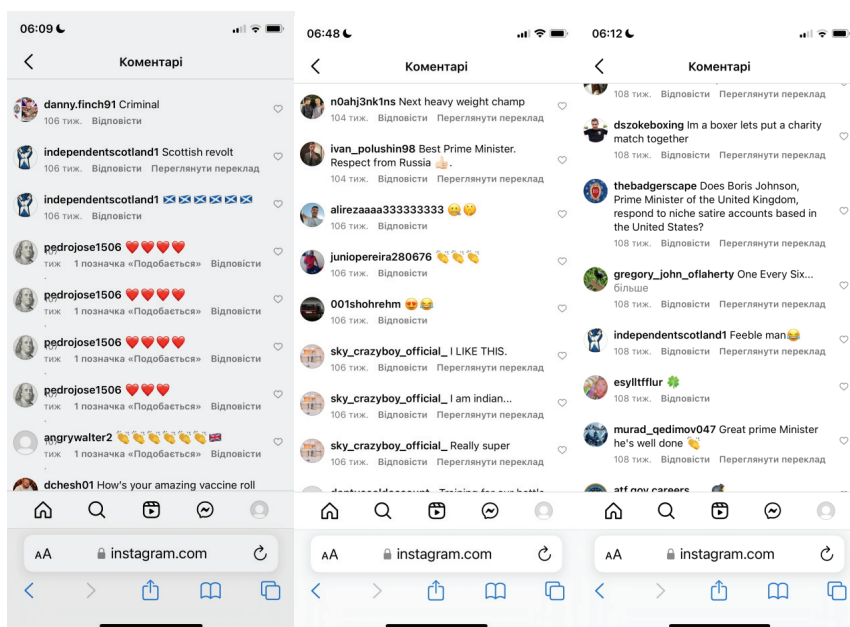 06:09
Коментарі
danny.finch91 Criminal
106 тиж. Відповісти
independentscotland1 Scottish revolt
106 тиж. Відповісти Переглянути переклад
independentscotland1 🏴󠁧󠁢󠁳󠁣󠁴󠁿🏴󠁧󠁢󠁳󠁣󠁴󠁿🏴󠁧󠁢󠁳󠁣󠁴󠁿🏴󠁧󠁢󠁳󠁣󠁴󠁿🏴󠁧󠁢󠁳󠁣󠁴󠁿🏴󠁧󠁢󠁳󠁣󠁴󠁿
106 тиж. Відповісти
pedrojose1506 ❤️❤️❤️❤️
тиж 1 позначка «Подобається» Відповісти
pedrojose1506 ❤️❤️❤️❤️
тиж 1 позначка «Подобається» Відповісти
pedrojose1506 ❤️❤️❤️❤️
тиж 1 позначка «Подобається» Відповісти
pedrojose1506 ❤️❤️❤️
тиж 1 позначка «Подобається» Відповісти
angrywalter2 👏👏👏👏👏👏🇬🇧
тиж 1 позначка «Подобається» Відповісти
dchesh01 How's your amazing vaccine roll
AA instagram.com
06:48
Коментарі
n0ahj3nk1ns Next heavy weight champ
104 тиж. Відповісти Переглянути переклад
ivan_polushin98 Best Prime Minister.
Respect from Russia 👍🏻.
104 тиж. Відповісти Переглянути переклад
alirezaaaa333333333 😂🤫
106 тиж. Відповісти
juniopereira280676 👏👏👏
106 тиж. Відповісти
001shohrehm 😍😂
106 тиж. Відповісти
sky_crazyboy_official_ I LIKE THIS.
106 тиж. Відповісти Переглянути переклад
sky_crazyboy_official_ I am indian...
106 тиж. Відповісти Переглянути переклад
sky_crazyboy_official_ Really super
106 тиж. Відповісти Переглянути переклад
AA instagram.com
06:12
Коментарі
108 тиж. Відповісти Переглянути переклад
dszokeboxing Im a boxer lets put a charity
match together
108 тиж. Відповісти Переглянути переклад
thebadgerscape Does Boris Johnson,
Prime Minister of the United Kingdom,
respond to niche satire accounts based in
the United States?
108 тиж. Відповісти Переглянути переклад
gregory_john_oflaherty One Every Six...
більше
108 тиж. Відповісти Переглянути переклад
independentscotland1 Feeble man😂
108 тиж. Відповісти Переглянути переклад
esylltfflur 🍀
108 тиж. Відповісти
murad_qedimov047 Great prime Minister
he's well done 👏
108 тиж. Відповісти Переглянути переклад
atf.gov.careers
AA instagram.com